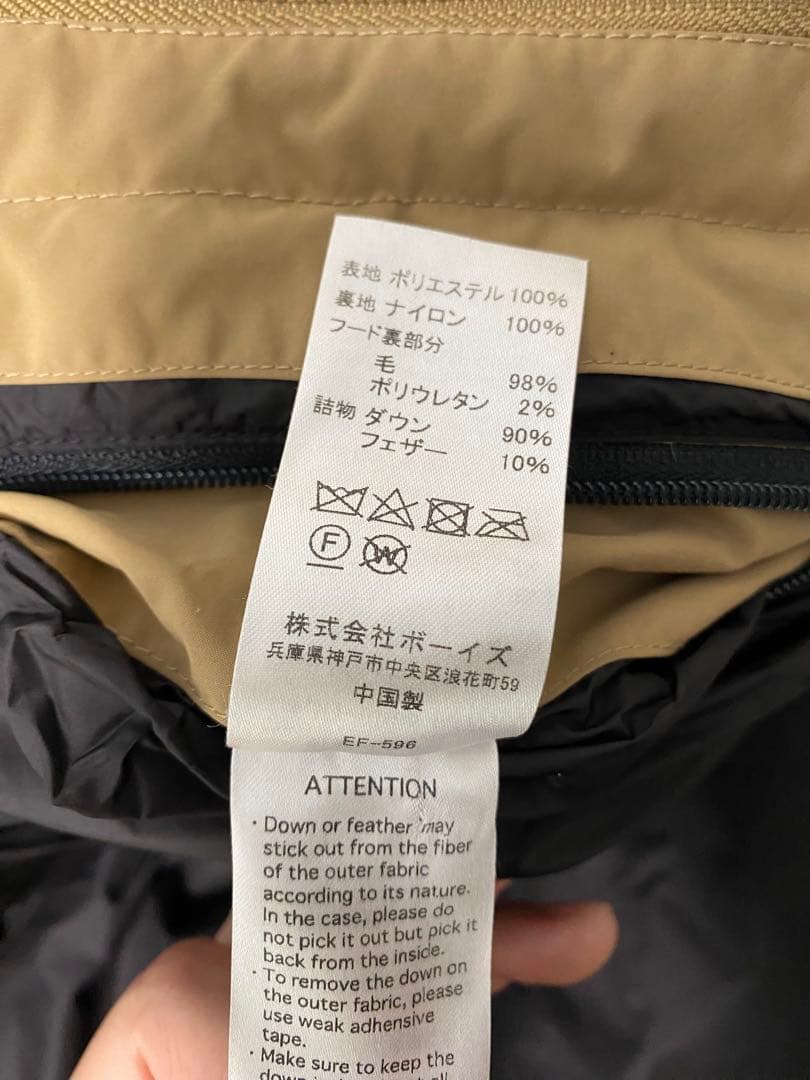 表地 ポリエステル 100%
裏地 ナイロン 100%
フード裏部分
毛 98%
ポリウレタン 2%
詰物 ダウン 90%
フェザー 10%
F W
株式会社ボーイズ
兵庫県神戸市中央区浪花町59
中国製
EF-596
ATTENTION
・Down or feather may
stick out from the fiber
of the outer fabric
according to its nature.
In the case, please do
not pick it out but pick it
back from the inside.
・To remove the down on
the outer fabric, please
use weak adhensive
tape.
・Make sure to keep the